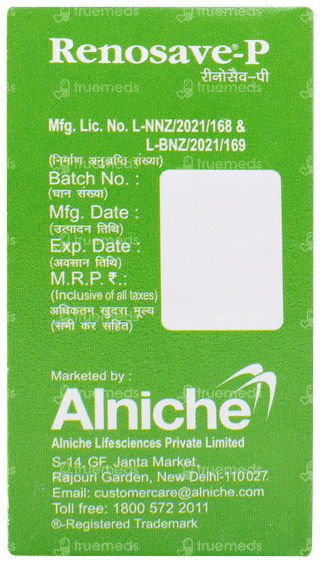 Renosave®-P
रीनोसैव-पी
Mfg. Lic. No. L-NNZ/2021/168 &
L-BNZ/2021/169
(निर्माण अनुज्ञप्ति संख्या)
Batch No. :
(घान संख्या)
Mfg. Date :
(उत्पादन तिथि)
Exp. Date :
(अवसान तिथि)
M.R.P. ₹.:
(Inclusive of all taxes)
अधिकतम खुदरा मूल्य
(सभी कर सहित)
Marketed by :
Alniche
Alniche Lifesciences Private Limited
S-14, GF, Janta Market,
Rajouri Garden, New Delhi-110027.
Email: customercare@alniche.com
Toll free: 1800 572 2011
®-Registered Trademark
truemeds